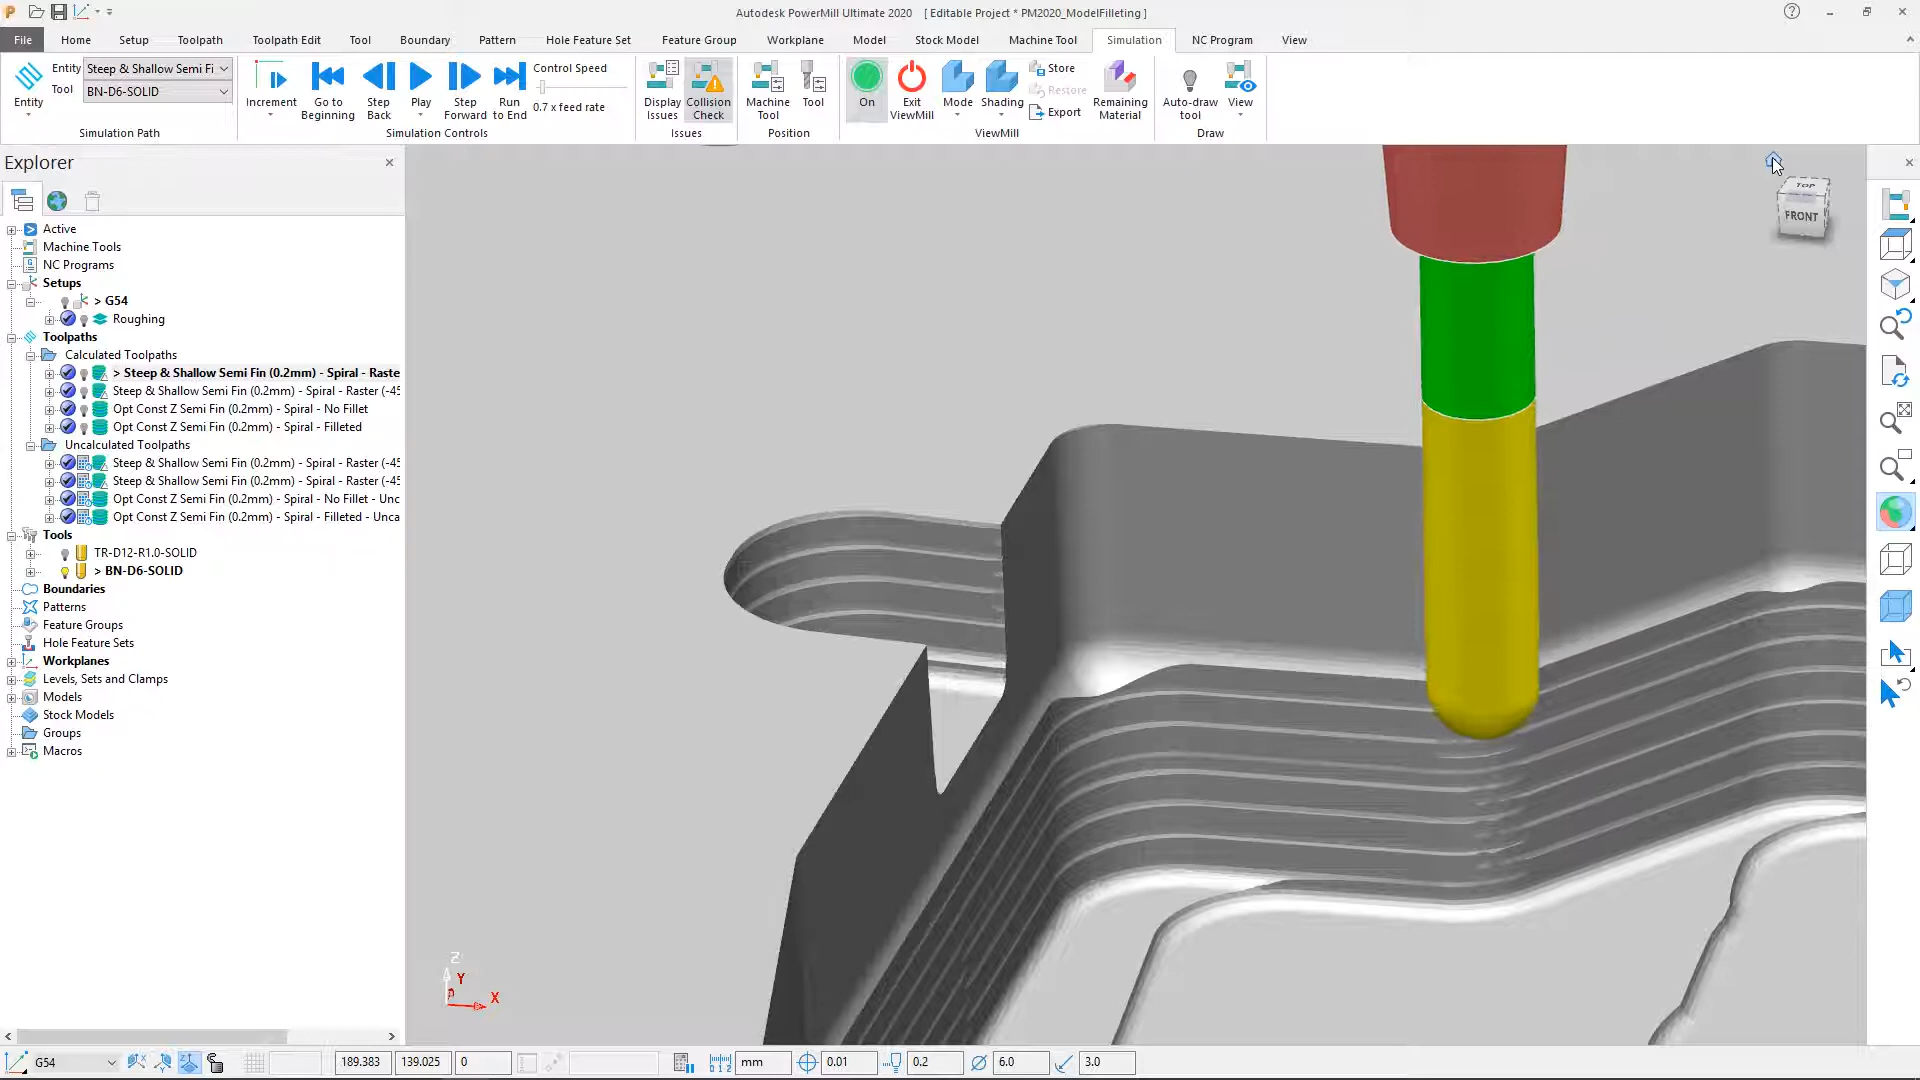 Autodesk PowerMill Ultimate 2020 [ Editable Project * PM2020_ModelFilleting ]
File Home Setup Toolpath Toolpath Edit Tool Boundary Pattern Hole Feature Set Feature Group Workplane Model Stock Model Machine Tool Simulation NC Program View
Entity
Entity Steep & Shallow Semi Fi
Tool BN-D6-SOLID
Simulation Path
Increment
Go to Beginning
Step Back
Play
Step Forward
Run to End
Control Speed
0.7 x feed rate
Simulation Controls
Display Issues
Collision Check
Issues
Machine Tool
Tool
Position
On
Exit ViewMill
Mode
Shading
Store
Restore
Export
Remaining Material
ViewMill
Auto-draw tool
View
Draw
Explorer
Active
Machine Tools
NC Programs
Setups
> G54
Roughing
Toolpaths
Calculated Toolpaths
> Steep & Shallow Semi Fin (0.2mm) - Spiral - Raste
Steep & Shallow Semi Fin (0.2mm) - Spiral - Raster (-45
Opt Const Z Semi Fin (0.2mm) - Spiral - No Fillet
Opt Const Z Semi Fin (0.2mm) - Spiral - Filleted
Uncalculated Toolpaths
Steep & Shallow Semi Fin (0.2mm) - Spiral - Raster (-45
Steep & Shallow Semi Fin (0.2mm) - Spiral - Raster (-45
Opt Const Z Semi Fin (0.2mm) - Spiral - No Fillet - Unc
Opt Const Z Semi Fin (0.2mm) - Spiral - Filleted - Unca
Tools
TR-D12-R1.0-SOLID
> BN-D6-SOLID
Boundaries
Patterns
Feature Groups
Hole Feature Sets
Workplanes
Levels, Sets and Clamps
Models
Stock Models
Groups
Macros
TOP
FRONT
Z
Y
X
G54 189.383 139.025 0 mm 0.01 0.2 6.0 3.0